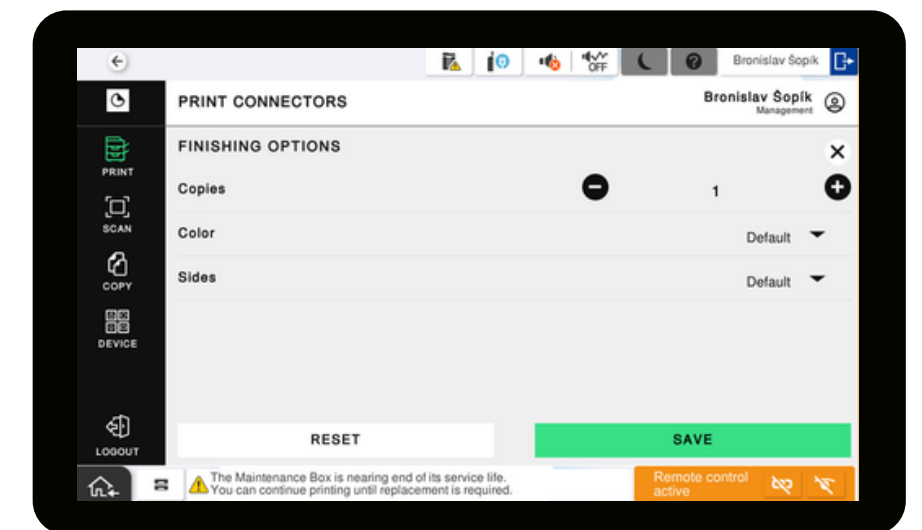 OFF
Bronislav Šopík
PRINT CONNECTORS
Bronislav Šopík
Management
FINISHING OPTIONS
PRINT
Copies
1
SCAN
Color
Default
COPY
Sides
Default
DEVICE
RESET
SAVE
LOGOUT
The Maintenance Box is nearing end of its service life.
You can continue printing until replacement is required.
Remote control
active